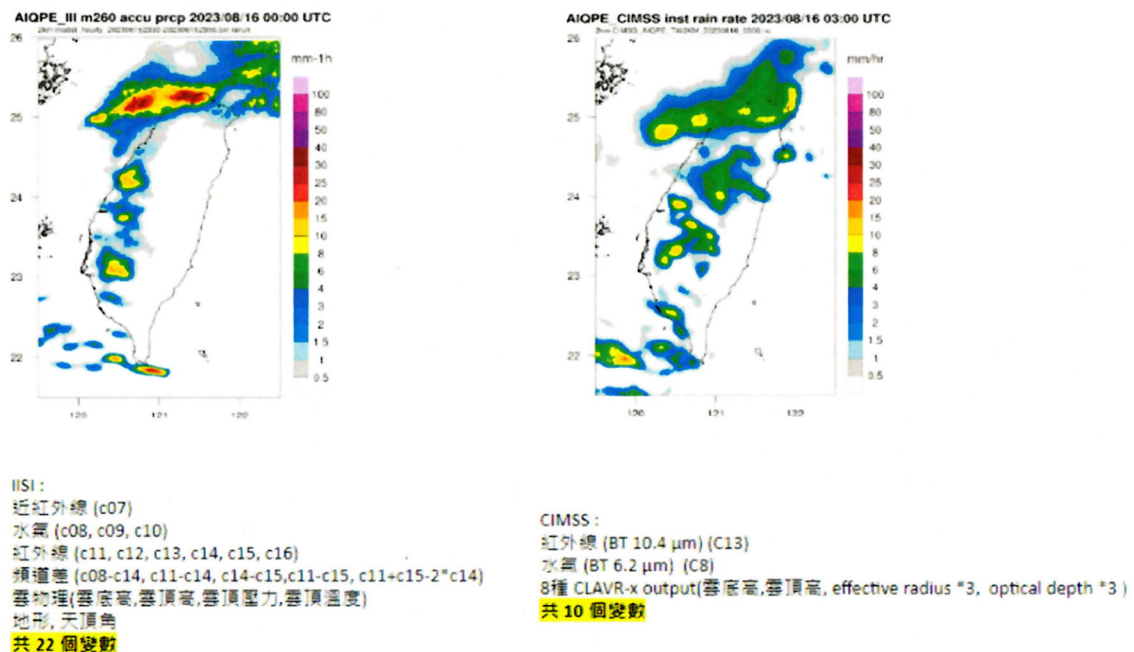 AIQPE_III m260 accu prcp 2023/08/16 00:00 UTC
26
25
24
23
22
120
121
122
mm-1h
100
80
50
40
30
25
20
15
10
8
6
4
3
2
1.5
1
0.5
AIQPE_CIMSS inst rain rate 2023/08/16 03:00 UTC
26
25
24
23
22
120
121
122
mm/hr
100
80
50
40
30
25
20
15
10
8
6
4
3
2
1.5
1
0.5
IISI :
近紅外線 (c07)
水氣 (c08, c09, c10)
紅外線 (c11, c12, c13, c14, c15, c16)
頻道差 (c08-c14, c11-c14, c14-c15,c11-c15, c11+c15-2*c14)
雲物理(雲底高,雲頂高,雲頂壓力,雲頂溫度)
地形, 天頂角
共 22 個變數
CIMSS :
紅外線 (BT 10.4 μm) (C13)
水氣 (BT 6.2 μm) (C8)
8種 CLAVR-x output(雲底高,雲頂高, effective radius *3, optical depth *3 )
共 10 個變數